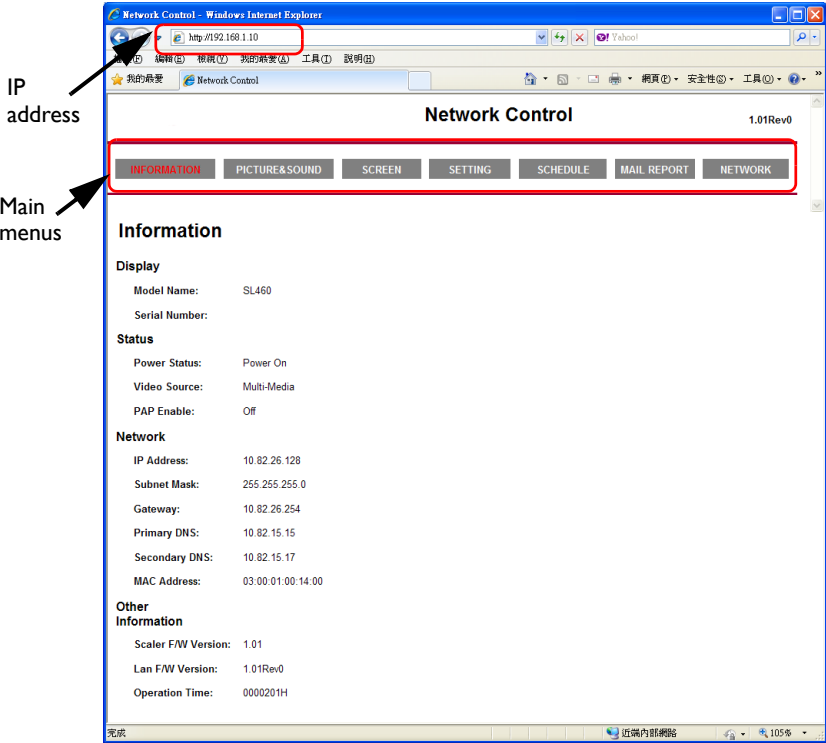 Network Control - Windows Internet Explorer
http://192.168.1.10
Yahoo!
編輯(E) 檢視(V) 我的最愛(A) 工具(T) 說明(H)
我的最愛 Network Control 網頁(P) 安全性(S) 工具(O)
IP
address
Network Control
1.01Rev0
INFORMATION PICTURE&SOUND SCREEN SETTING SCHEDULE MAIL REPORT NETWORK
Main
menus
Information
Display
Model Name: SL460
Serial Number:
Status
Power Status: Power On
Video Source: Multi-Media
PAP Enable: Off
Network
IP Address: 10.82.26.128
Subnet Mask: 255.255.255.0
Gateway: 10.82.26.254
Primary DNS: 10.82.15.15
Secondary DNS: 10.82.15.17
MAC Address: 03:00:01:00:14:00
Other
Information
Scaler F/W Version: 1.01
Lan F/W Version: 1.01Rev0
Operation Time: 0000201H
完成 近端內部網路 105%